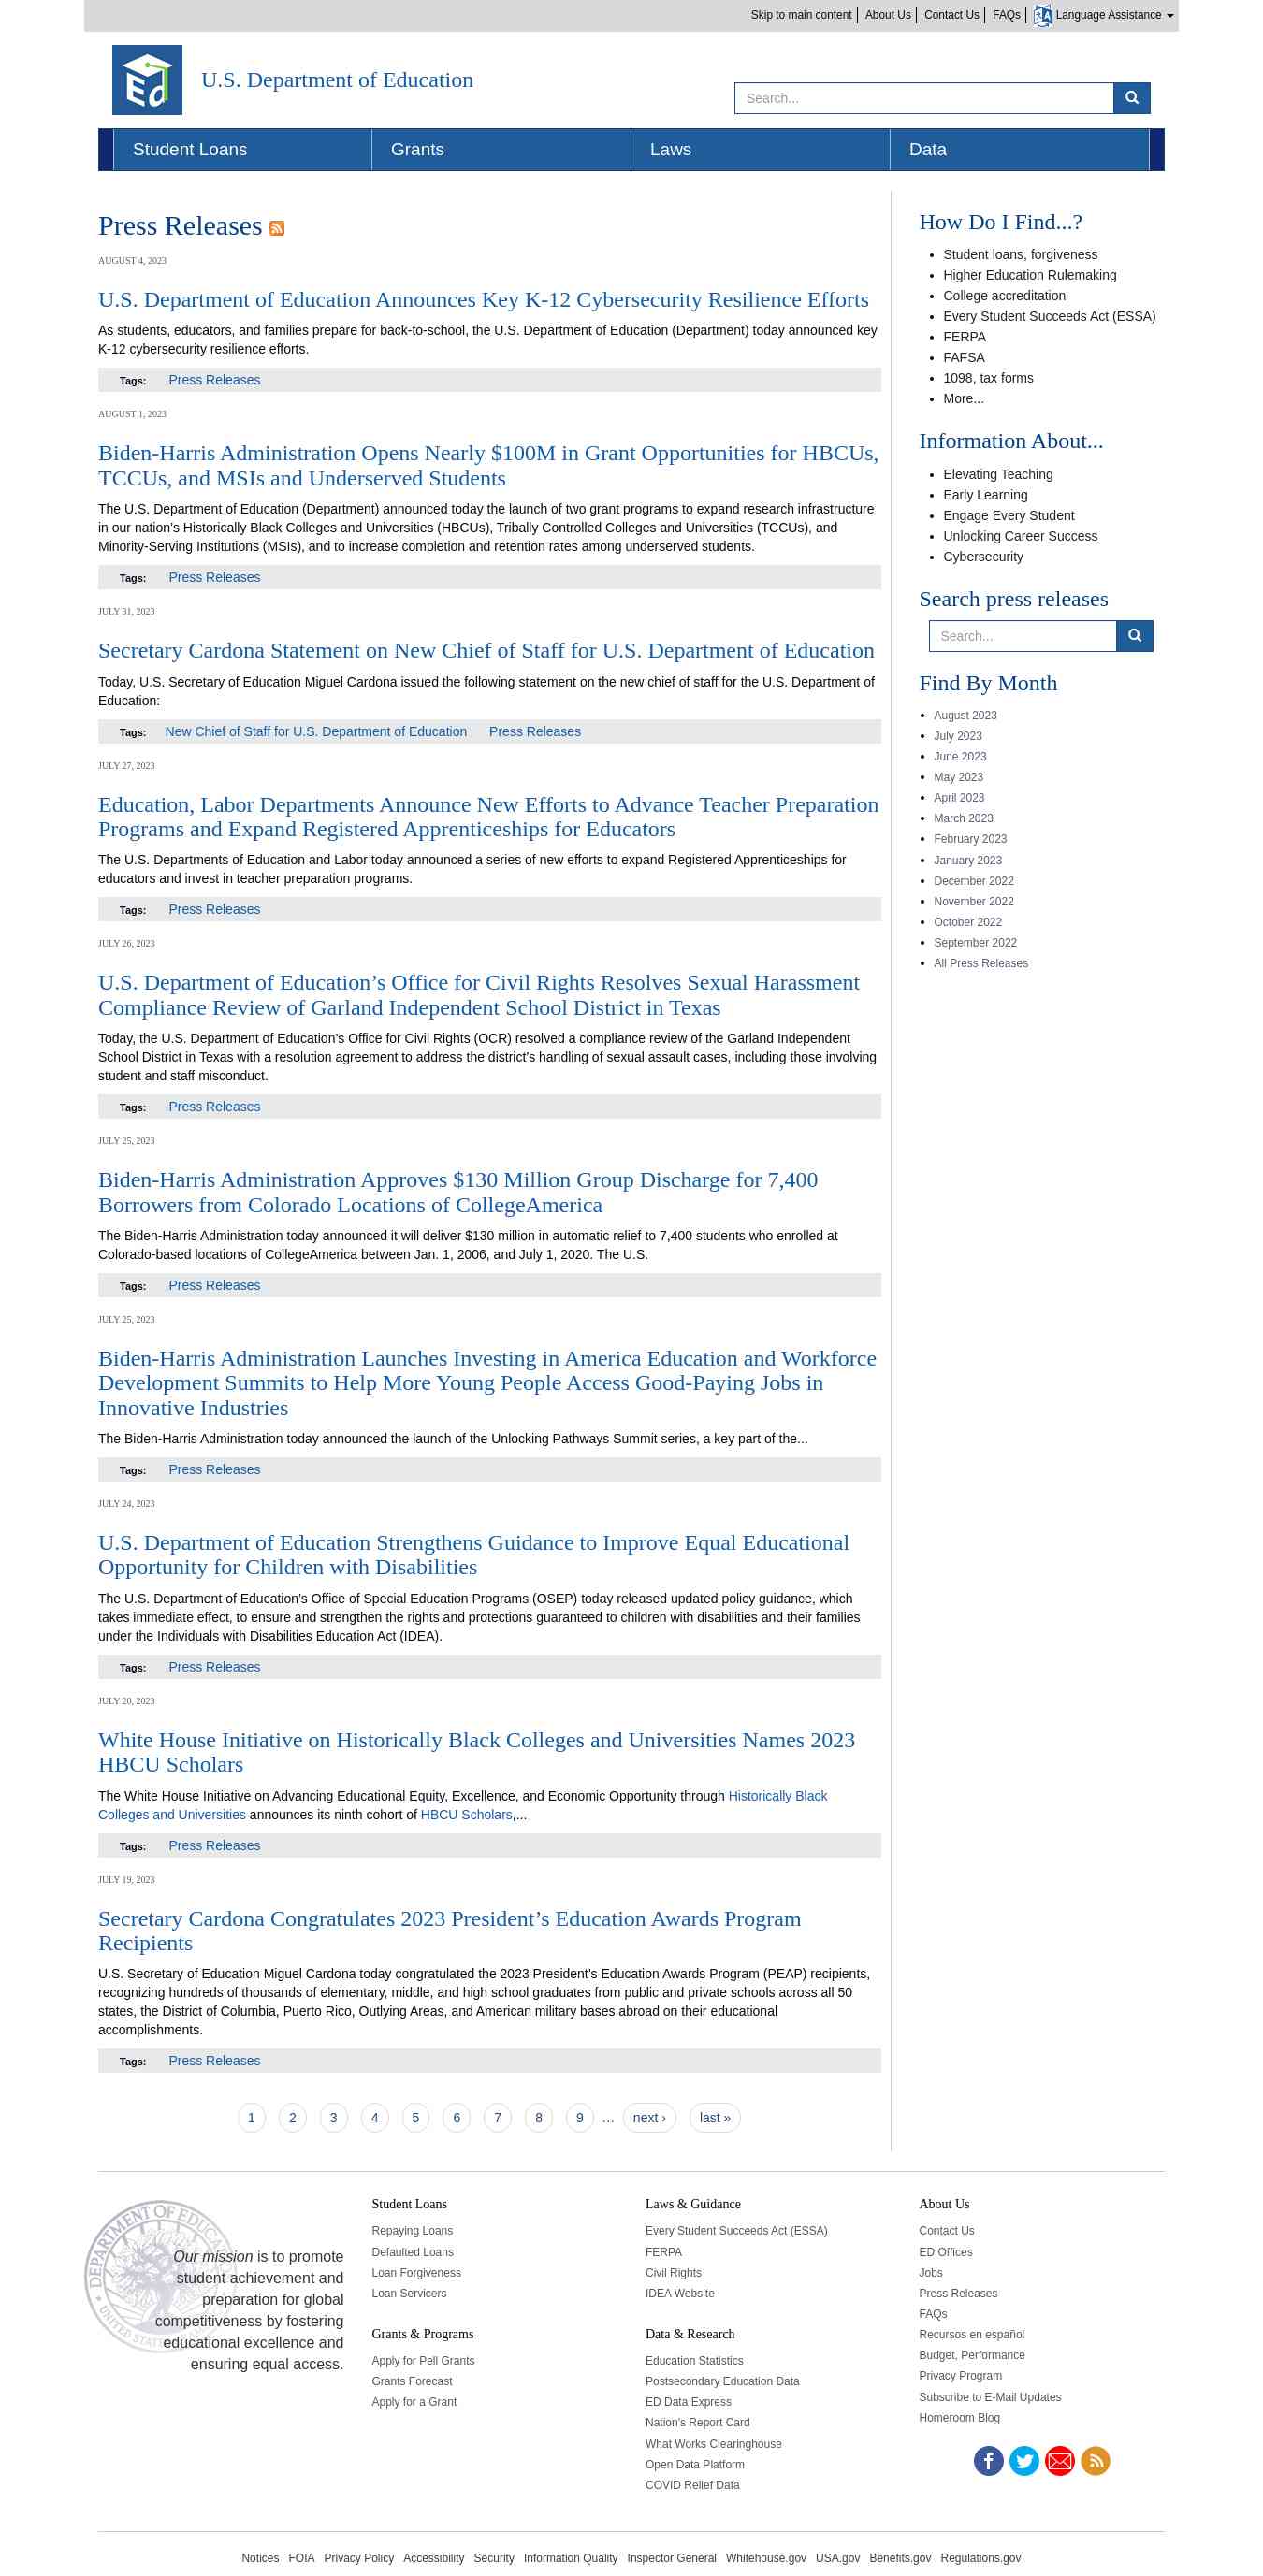 Skip to main content
About Us
Contact Us
FAQs
Language Assistance
U.S. Department of Education
Search...
Student Loans
Grants
Laws
Data
Press Releases
AUGUST 4, 2023
U.S. Department of Education Announces Key K-12 Cybersecurity Resilience Efforts
As students, educators, and families prepare for back-to-school, the U.S. Department of Education (Department) today announced key
K-12 cybersecurity resilience efforts.
Tags: Press Releases
AUGUST 1, 2023
Biden-Harris Administration Opens Nearly $100M in Grant Opportunities for HBCUs,
TCCUs, and MSIs and Underserved Students
The U.S. Department of Education (Department) announced today the launch of two grant programs to expand research infrastructure
in our nation's Historically Black Colleges and Universities (HBCUs), Tribally Controlled Colleges and Universities (TCCUs), and
Minority-Serving Institutions (MSIs), and to increase completion and retention rates among underserved students.
Tags: Press Releases
JULY 31, 2023
Secretary Cardona Statement on New Chief of Staff for U.S. Department of Education
Today, U.S. Secretary of Education Miguel Cardona issued the following statement on the new chief of staff for the U.S. Department of
Education:
Tags: New Chief of Staff for U.S. Department of Education Press Releases
JULY 27, 2023
Education, Labor Departments Announce New Efforts to Advance Teacher Preparation
Programs and Expand Registered Apprenticeships for Educators
The U.S. Departments of Education and Labor today announced a series of new efforts to expand Registered Apprenticeships for
educators and invest in teacher preparation programs.
Tags: Press Releases
JULY 26, 2023
U.S. Department of Education’s Office for Civil Rights Resolves Sexual Harassment
Compliance Review of Garland Independent School District in Texas
Today, the U.S. Department of Education’s Office for Civil Rights (OCR) resolved a compliance review of the Garland Independent
School District in Texas with a resolution agreement to address the district’s handling of sexual assault cases, including those involving
student and staff misconduct.
Tags: Press Releases
JULY 25, 2023
Biden-Harris Administration Approves $130 Million Group Discharge for 7,400
Borrowers from Colorado Locations of CollegeAmerica
The Biden-Harris Administration today announced it will deliver $130 million in automatic relief to 7,400 students who enrolled at
Colorado-based locations of CollegeAmerica between Jan. 1, 2006, and July 1, 2020. The U.S.
Tags: Press Releases
JULY 25, 2023
Biden-Harris Administration Launches Investing in America Education and Workforce
Development Summits to Help More Young People Access Good-Paying Jobs in
Innovative Industries
The Biden-Harris Administration today announced the launch of the Unlocking Pathways Summit series, a key part of the...
Tags: Press Releases
JULY 24, 2023
U.S. Department of Education Strengthens Guidance to Improve Equal Educational
Opportunity for Children with Disabilities
The U.S. Department of Education’s Office of Special Education Programs (OSEP) today released updated policy guidance, which
takes immediate effect, to ensure and strengthen the rights and protections guaranteed to children with disabilities and their families
under the Individuals with Disabilities Education Act (IDEA).
Tags: Press Releases
JULY 20, 2023
White House Initiative on Historically Black Colleges and Universities Names 2023
HBCU Scholars
The White House Initiative on Advancing Educational Equity, Excellence, and Economic Opportunity through Historically Black
Colleges and Universities announces its ninth cohort of HBCU Scholars,...
Tags: Press Releases
JULY 19, 2023
Secretary Cardona Congratulates 2023 President’s Education Awards Program
Recipients
U.S. Secretary of Education Miguel Cardona today congratulated the 2023 President’s Education Awards Program (PEAP) recipients,
recognizing hundreds of thousands of elementary, middle, and high school graduates from public and private schools across all 50
states, the District of Columbia, Puerto Rico, Outlying Areas, and American military bases abroad on their educational
accomplishments.
Tags: Press Releases
1 2 3 4 5 6 7 8 9 … next › last »
How Do I Find...?
Student loans, forgiveness
Higher Education Rulemaking
College accreditation
Every Student Succeeds Act (ESSA)
FERPA
FAFSA
1098, tax forms
More...
Information About...
Elevating Teaching
Early Learning
Engage Every Student
Unlocking Career Success
Cybersecurity
Search press releases
Search...
Find By Month
August 2023
July 2023
June 2023
May 2023
April 2023
March 2023
February 2023
January 2023
December 2022
November 2022
October 2022
September 2022
All Press Releases
Our mission is to promote
student achievement and
preparation for global
competitiveness by fostering
educational excellence and
ensuring equal access.
Student Loans
Repaying Loans
Defaulted Loans
Loan Forgiveness
Loan Servicers
Grants & Programs
Apply for Pell Grants
Grants Forecast
Apply for a Grant
Laws & Guidance
Every Student Succeeds Act (ESSA)
FERPA
Civil Rights
IDEA Website
Data & Research
Education Statistics
Postsecondary Education Data
ED Data Express
Nation's Report Card
What Works Clearinghouse
Open Data Platform
COVID Relief Data
About Us
Contact Us
ED Offices
Jobs
Press Releases
FAQs
Recursos en español
Budget, Performance
Privacy Program
Subscribe to E-Mail Updates
Homeroom Blog
Notices FOIA Privacy Policy Accessibility Security Information Quality Inspector General Whitehouse.gov USA.gov Benefits.gov Regulations.gov